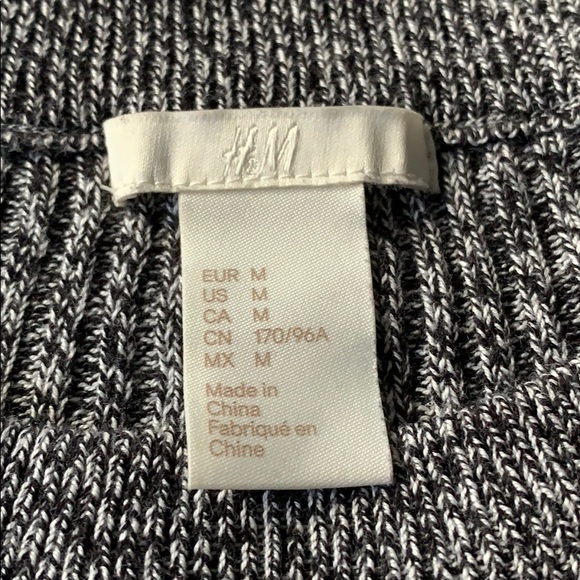 H&M
EUR M
US M
CA M
CN 170/96A
MX M
Made in
China
Fabriqué en
Chine